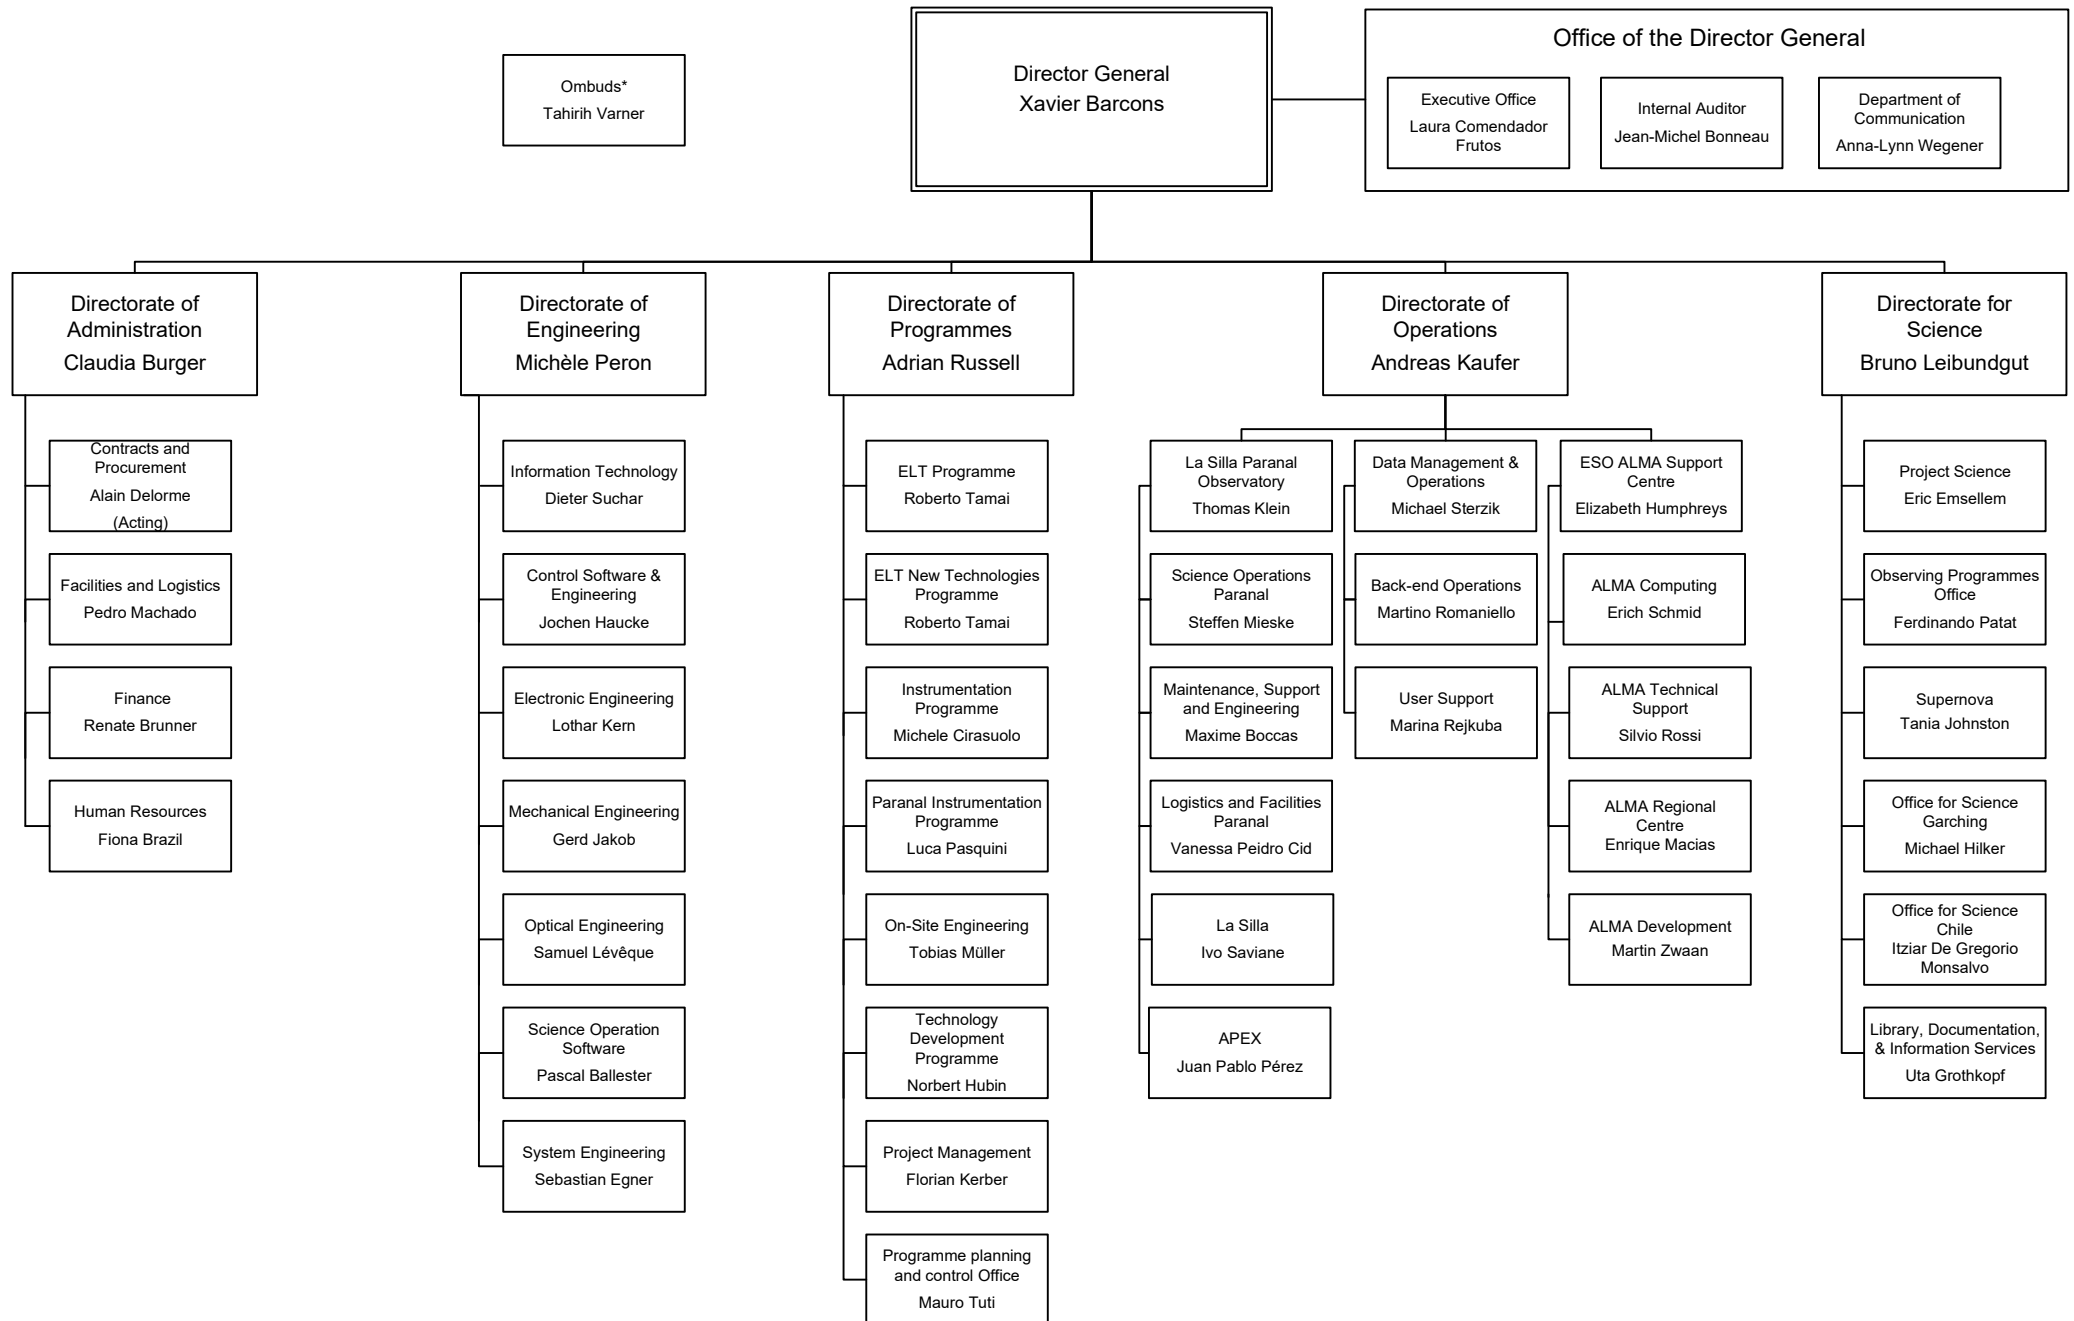 Ombuds*
Tahirih Varner
Director General
Xavier Barcons
Office of the Director General
Executive Office
Laura Comendador
Frutos
Internal Auditor
Jean-Michel Bonneau
Department of
Communication
Anna-Lynn Wegener
Directorate of
Administration
Claudia Burger
Contracts and
Procurement
Alain Delorme
(Acting)
Facilities and Logistics
Pedro Machado
Finance
Renate Brunner
Human Resources
Fiona Brazil
Directorate of
Engineering
Michèle Peron
Information Technology
Dieter Suchar
Control Software &
Engineering
Jochen Haucke
Electronic Engineering
Lothar Kern
Mechanical Engineering
Gerd Jakob
Optical Engineering
Samuel Lévêque
Science Operation
Software
Pascal Ballester
System Engineering
Sebastian Egner
Directorate of
Programmes
Adrian Russell
ELT Programme
Roberto Tamai
ELT New Technologies
Programme
Roberto Tamai
Instrumentation
Programme
Michele Cirasuolo
Paranal Instrumentation
Programme
Luca Pasquini
On-Site Engineering
Tobias Müller
Technology
Development
Programme
Norbert Hubin
Project Management
Florian Kerber
Programme planning
and control Office
Mauro Tuti
Directorate of
Operations
Andreas Kaufer
La Silla Paranal
Observatory
Thomas Klein
Science Operations
Paranal
Steffen Mieske
Maintenance, Support
and Engineering
Maxime Boccas
Logistics and Facilities
Paranal
Vanessa Peidro Cid
La Silla
Ivo Saviane
APEX
Juan Pablo Pérez
Data Management &
Operations
Michael Sterzik
Back-end Operations
Martino Romaniello
User Support
Marina Rejkuba
ESO ALMA Support
Centre
Elizabeth Humphreys
ALMA Computing
Erich Schmid
ALMA Technical
Support
Silvio Rossi
ALMA Regional
Centre
Enrique Macias
ALMA Development
Martin Zwaan
Directorate for
Science
Bruno Leibundgut
Project Science
Eric Emsellem
Observing Programmes
Office
Ferdinando Patat
Supernova
Tania Johnston
Office for Science
Garching
Michael Hilker
Office for Science
Chile
Itziar De Gregorio
Monsalvo
Library, Documentation,
& Information Services
Uta Grothkopf